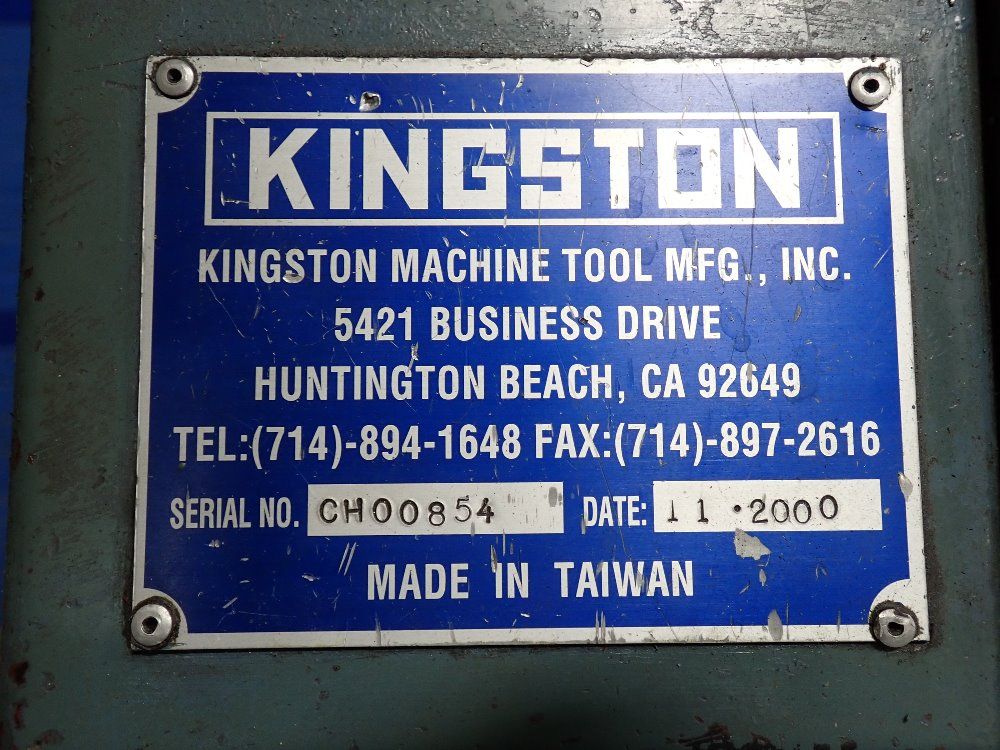 KINGSTON
KINGSTON MACHINE TOOL MFG., INC.
5421 BUSINESS DRIVE
HUNTINGTON BEACH, CA 92649
TEL:(714)-894-1648 FAX:(714)-897-2616
SERIAL NO. CH00854 DATE: 11·2000
MADE IN TAIWAN